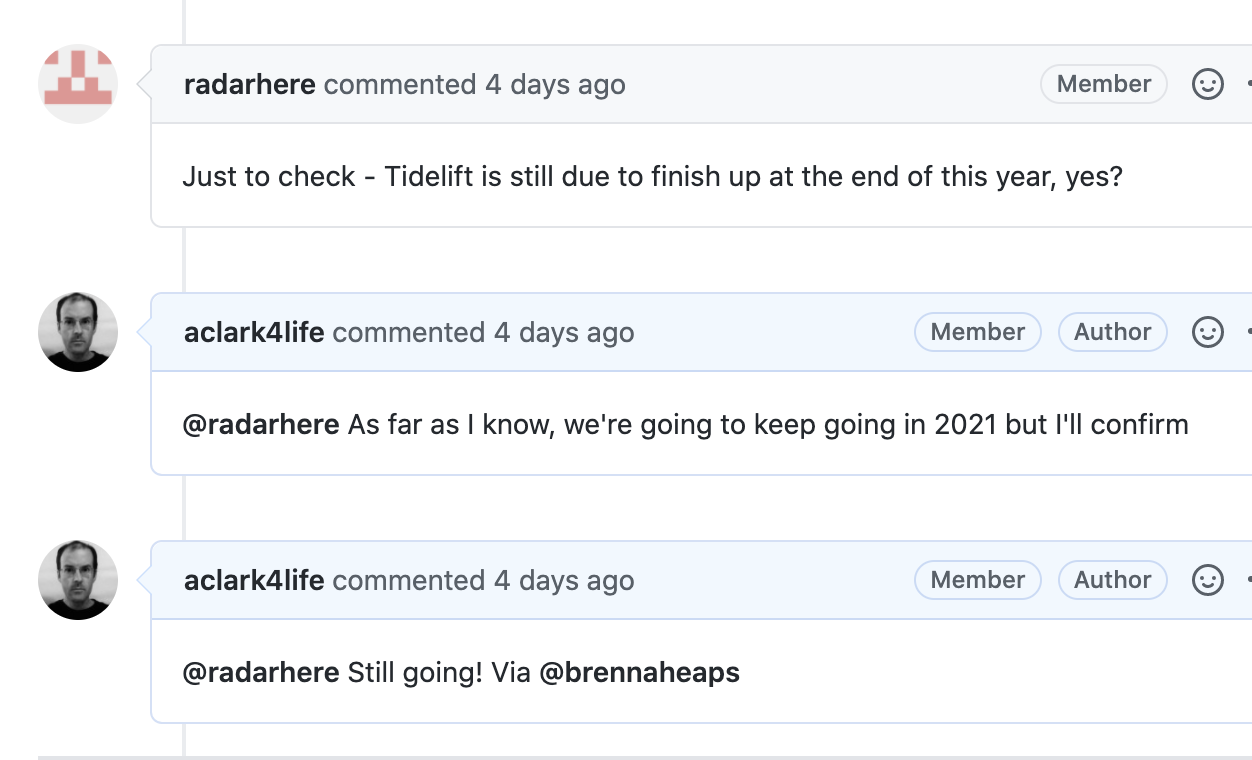 radarhere commented 4 days ago Member
Just to check - Tidelift is still due to finish up at the end of this year, yes?
aclark4life commented 4 days ago Member Author
@radarhere As far as I know, we're going to keep going in 2021 but I'll confirm
aclark4life commented 4 days ago Member Author
@radarhere Still going! Via @brennaheaps